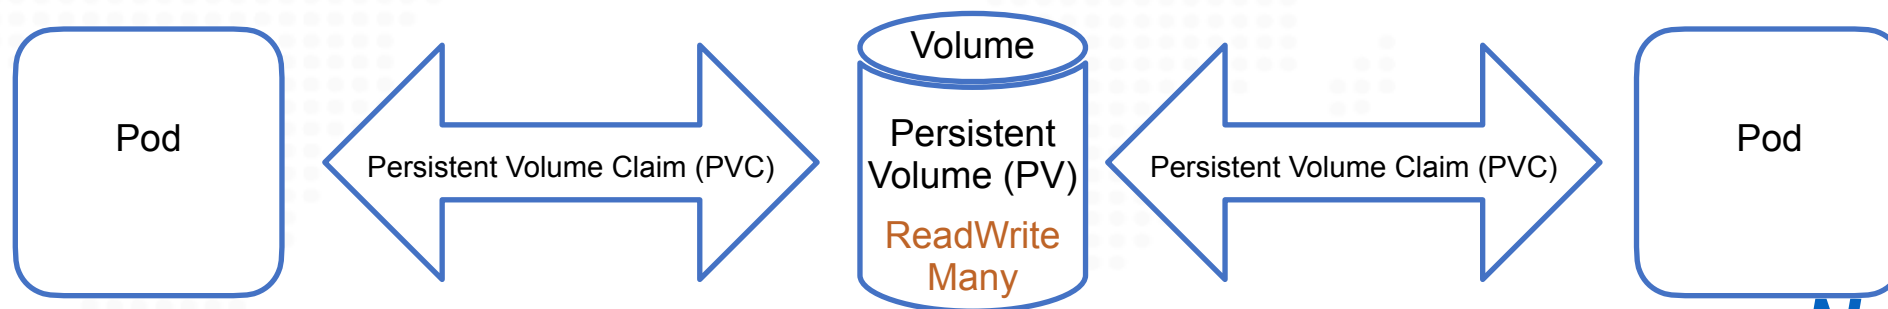 Pod
Persistent Volume Claim (PVC)
Volume
Persistent
Volume (PV)
ReadWrite
Many
Persistent Volume Claim (PVC)
Pod